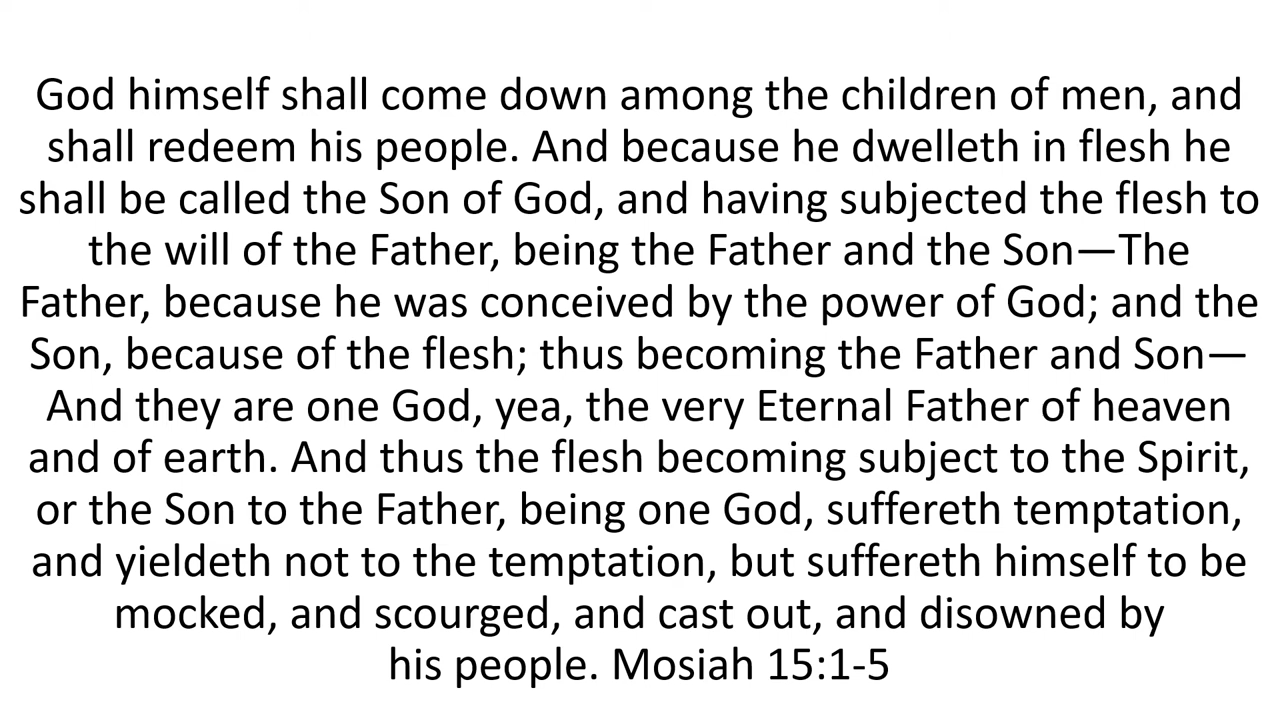 God himself shall come down among the children of men, and
shall redeem his people. And because he dwelleth in flesh he
shall be called the Son of God, and having subjected the flesh to
the will of the Father, being the Father and the Son—The
Father, because he was conceived by the power of God; and the
Son, because of the flesh; thus becoming the Father and Son—
And they are one God, yea, the very Eternal Father of heaven
and of earth. And thus the flesh becoming subject to the Spirit,
or the Son to the Father, being one God, suffereth temptation,
and yieldeth not to the temptation, but suffereth himself to be
mocked, and scourged, and cast out, and disowned by
his people. Mosiah 15:1-5